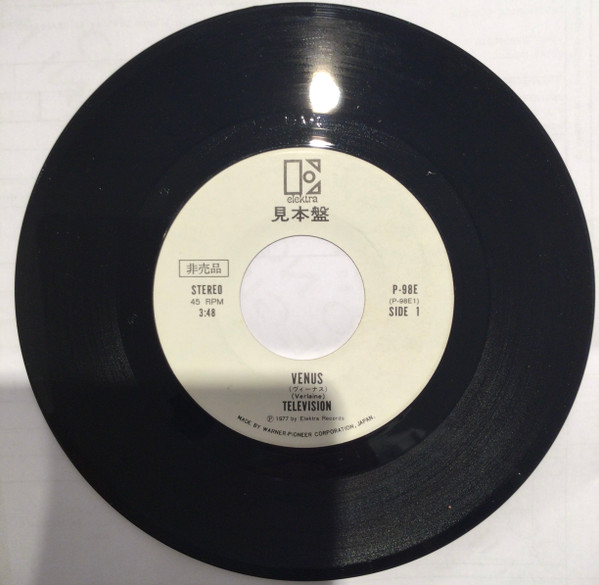 elektra
見本盤
非売品
STEREO
45 RPM
3:48
P-98E
(P-98E1)
SIDE 1
VENUS
(ヴィーナス)
(Verlaine)
TELEVISION
Ⓟ 1977 by Elektra Records.
MADE BY WARNER-PIONEER CORPORATION, JAPAN.